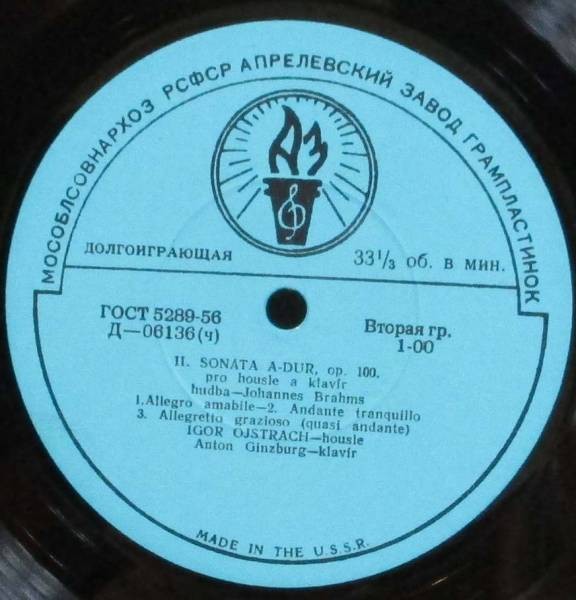 МОСОБЛСОВНАРХОЗ РСФСР АПРЕЛЕВСКИЙ ЗАВОД ГРАМПЛАСТИНОК
АЗ
ДОЛГОИГРАЮЩАЯ
33⅓ об. в мин.
ГОСТ 5289-56
Д—06136(ч)
Вторая гр.
1-00
II. SONATA A-DUR, op. 100.
pro housle a klavír
hudba—Johannes Brahms
1.Allegro amabile—2. Andante tranquillo
3. Allegretto grazioso (quasi andante)
IGOR OJSTRACH—housle
Anton Ginzburg—klavír
MADE IN THE U.S.S.R.